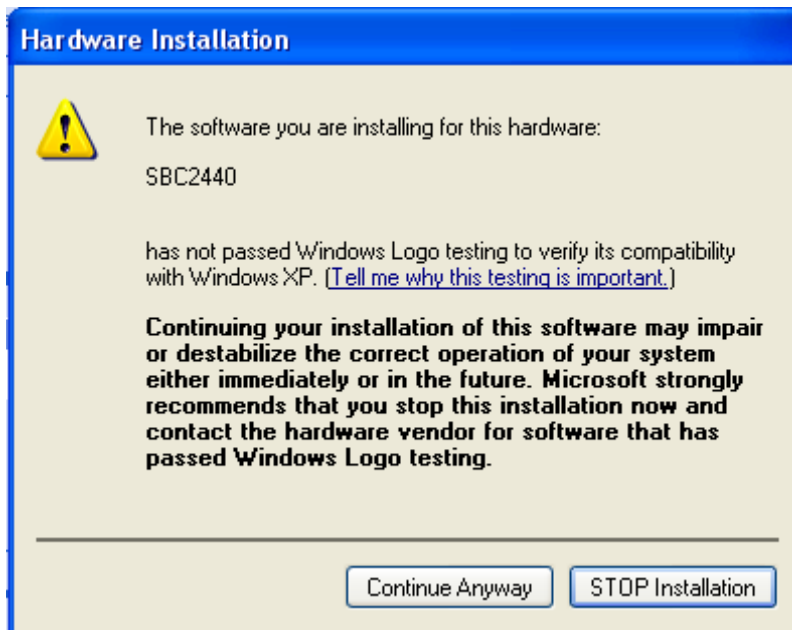 Hardware Installation
The software you are installing for this hardware:
SBC2440
has not passed Windows Logo testing to verify its compatibility
with Windows XP. (Tell me why this testing is important.)
Continuing your installation of this software may impair
or destabilize the correct operation of your system
either immediately or in the future. Microsoft strongly
recommends that you stop this installation now and
contact the hardware vendor for software that has
passed Windows Logo testing.
Continue Anyway
STOP Installation